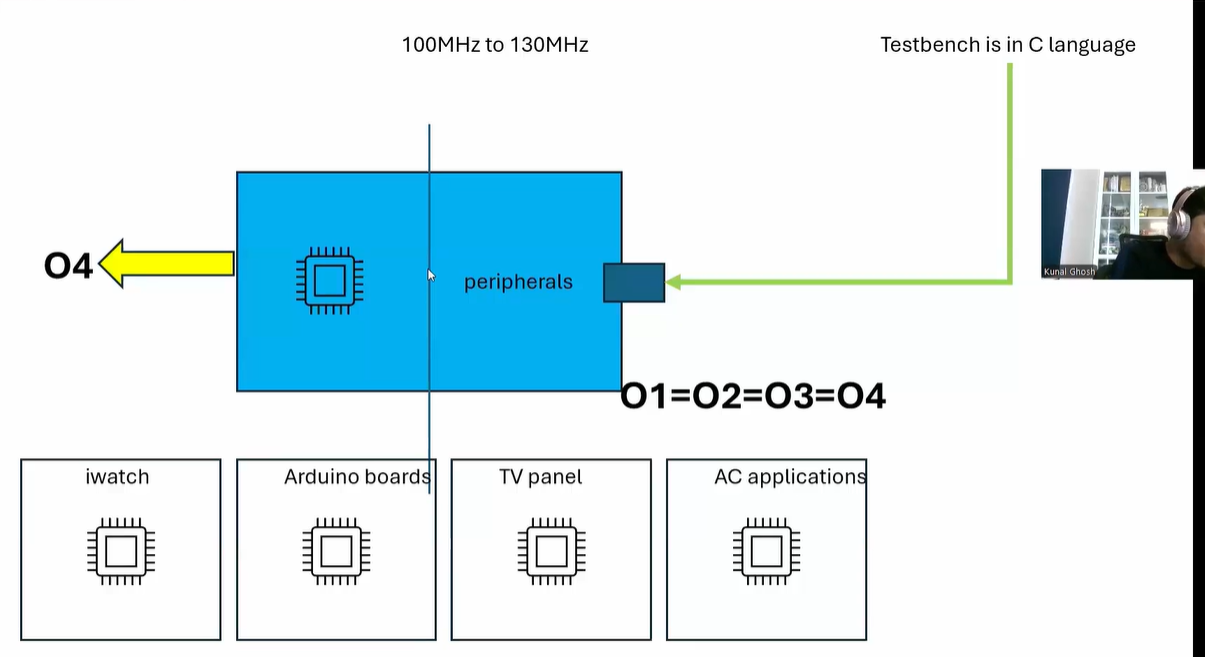 100MHz to 130MHz
Testbench is in C language
Kunal Ghosh
O4
peripherals
O1=O2=O3=O4
iwatch
Arduino boards
TV panel
AC applications